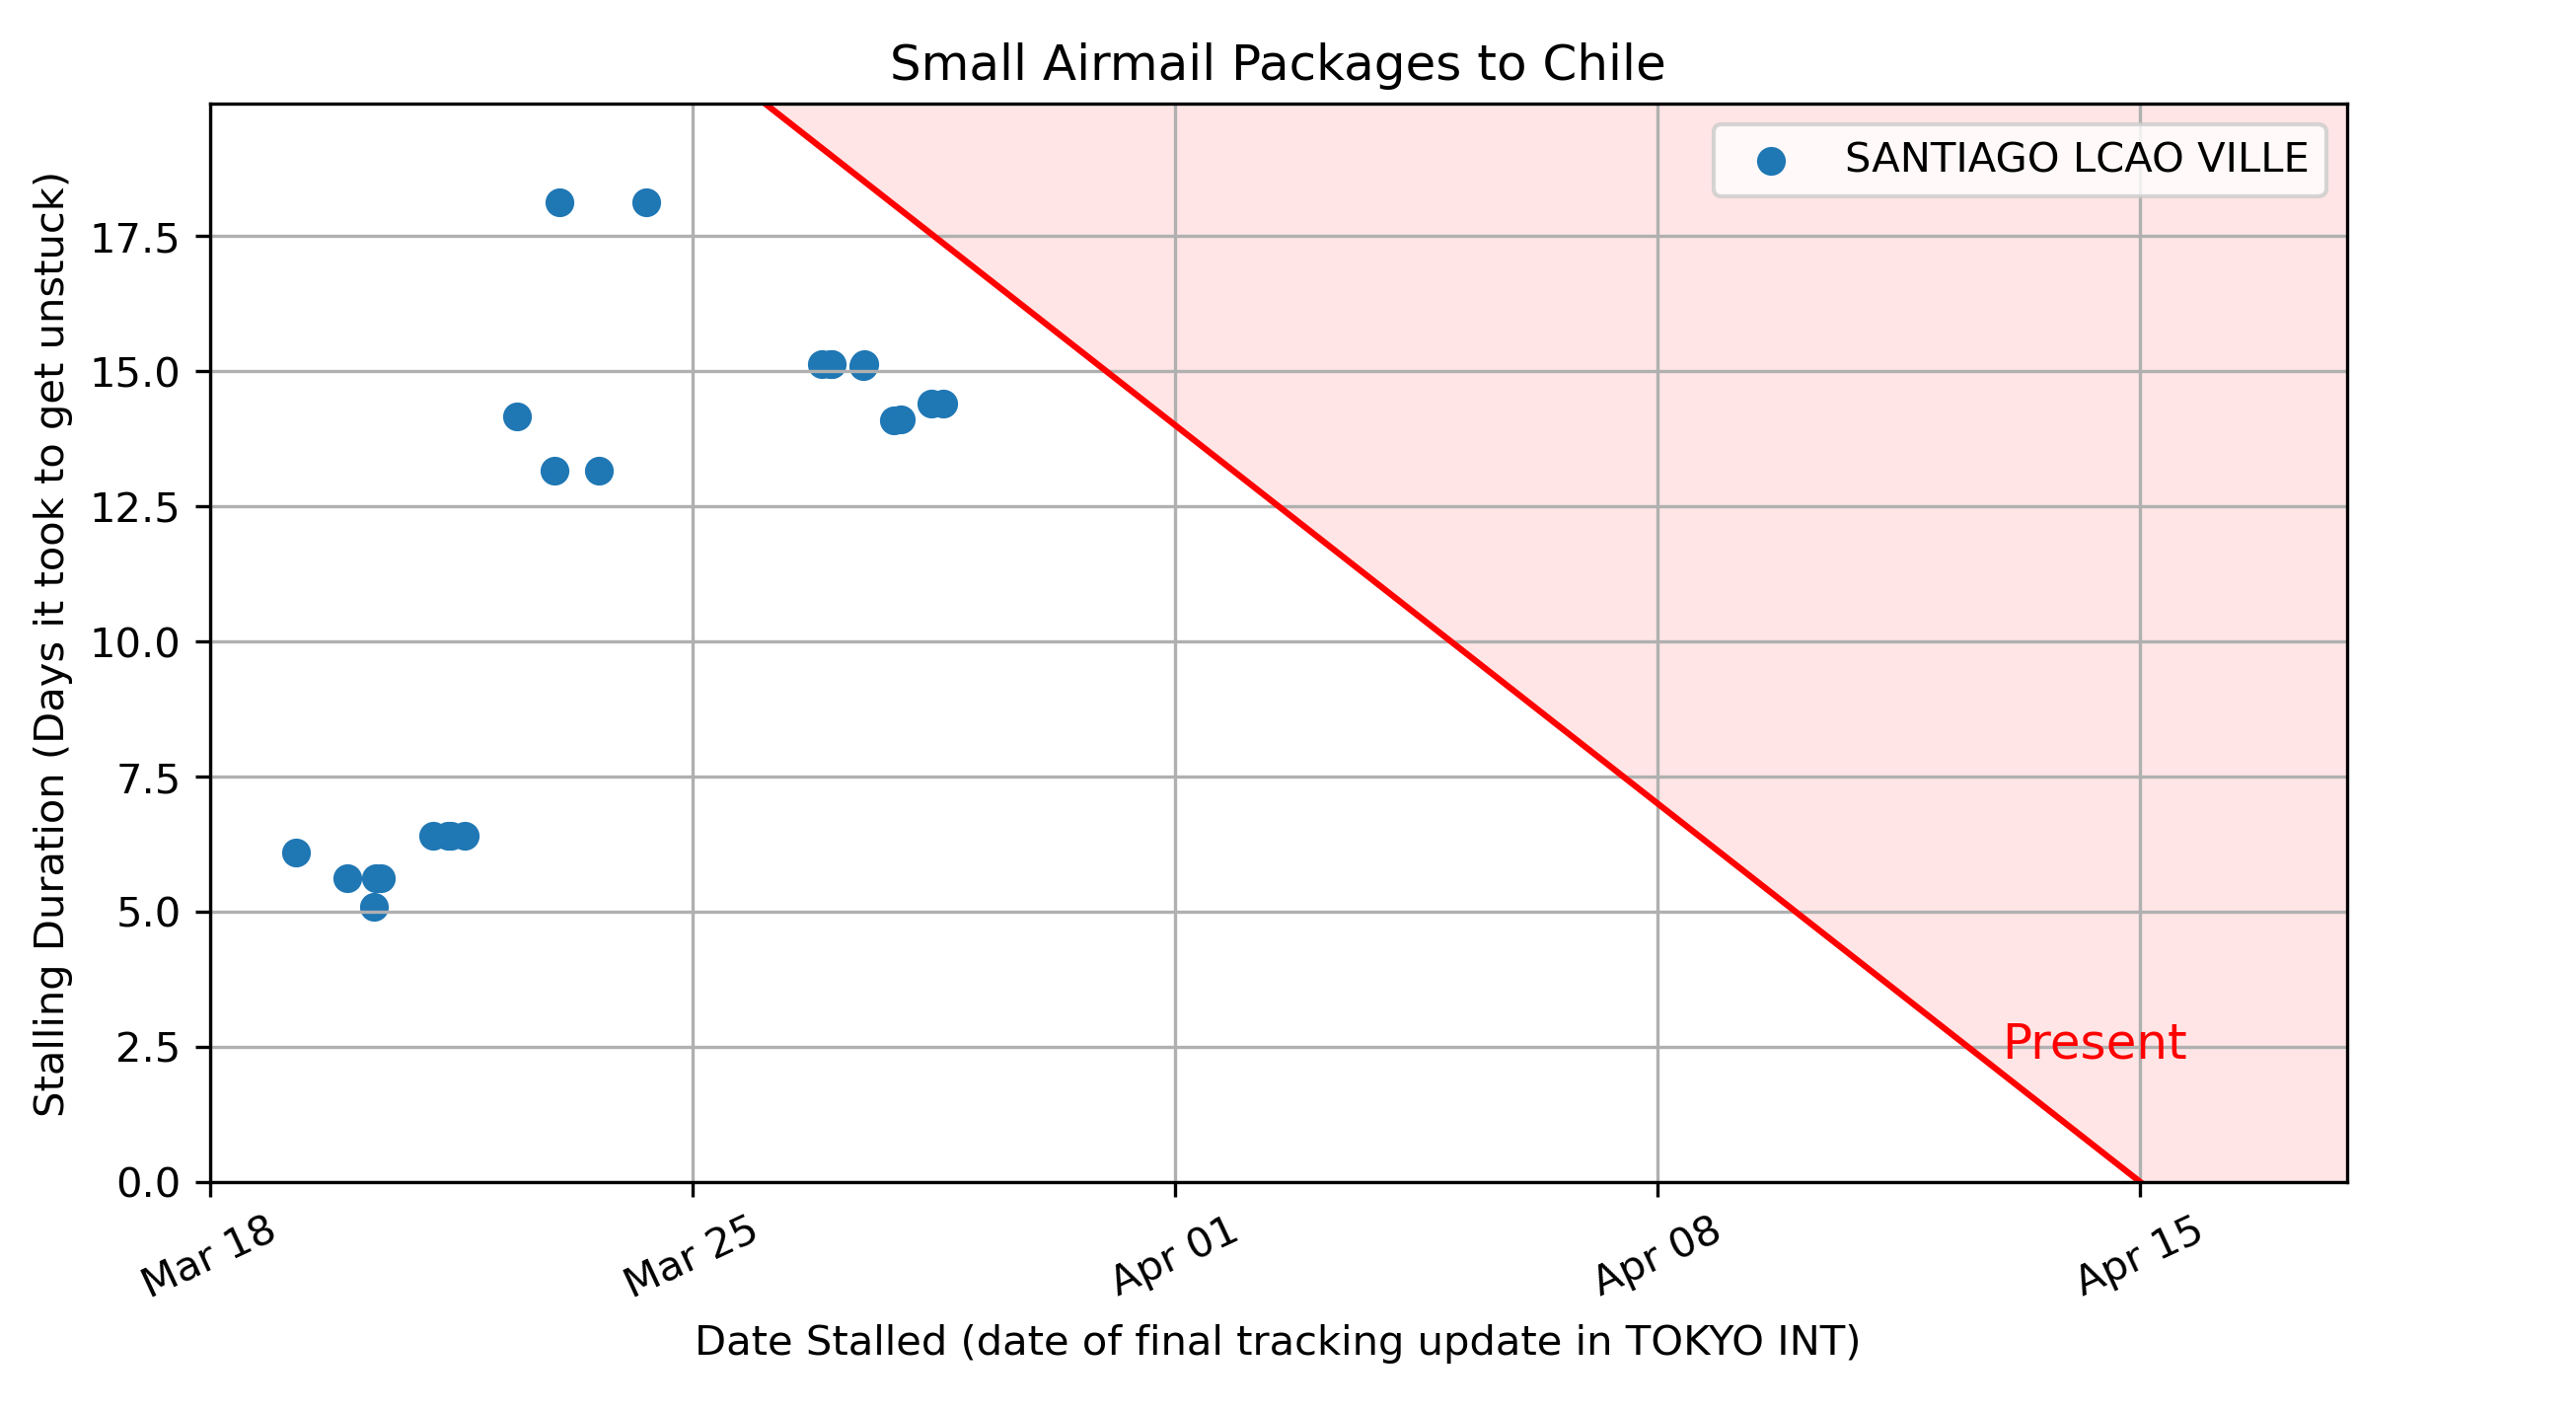 Small Airmail Packages to Chile
SANTIAGO LCAO VILLE
Stalling Duration (Days it took to get unstuck)
17.5
15.0
12.5
10.0
7.5
5.0
2.5
0.0
Present
Mar 18
Mar 25
Apr 01
Apr 08
Apr 15
Date Stalled (date of final tracking update in TOKYO INT)